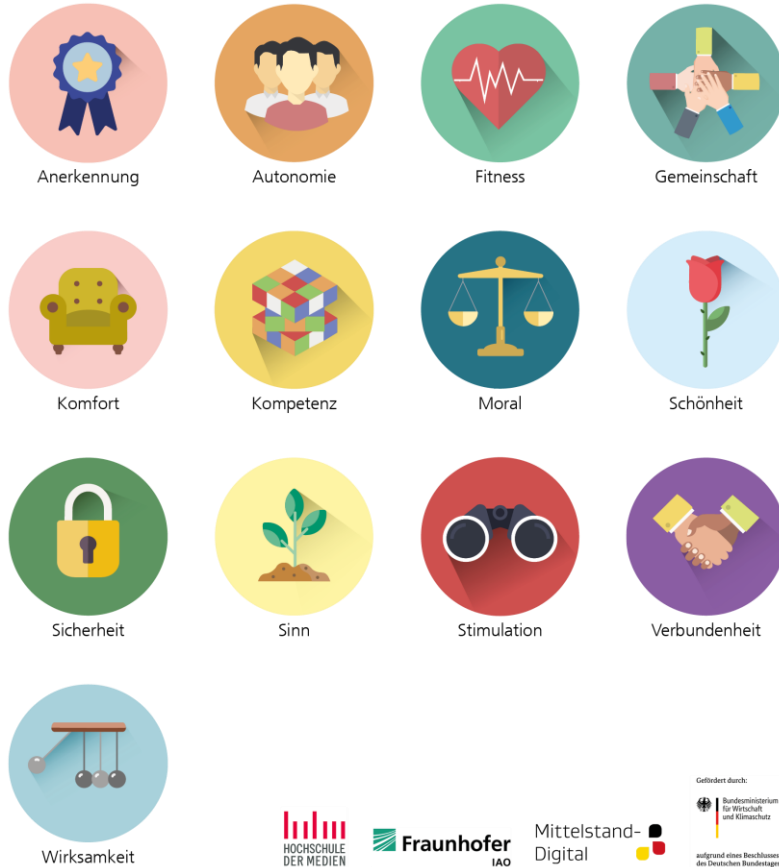 Anerkennung
Autonomie
Fitness
Gemeinschaft
Komfort
Kompetenz
Moral
Schönheit
Sicherheit
Sinn
Stimulation
Verbundenheit
Wirksamkeit
HOCHSCHULE
DER MEDIEN
Fraunhofer
IAO
Mittelstand-
Digital
Gefördert durch:
Bundesministerium
für Wirtschaft
und Klimaschutz
aufgrund eines Beschlusses
des Deutschen Bundestages